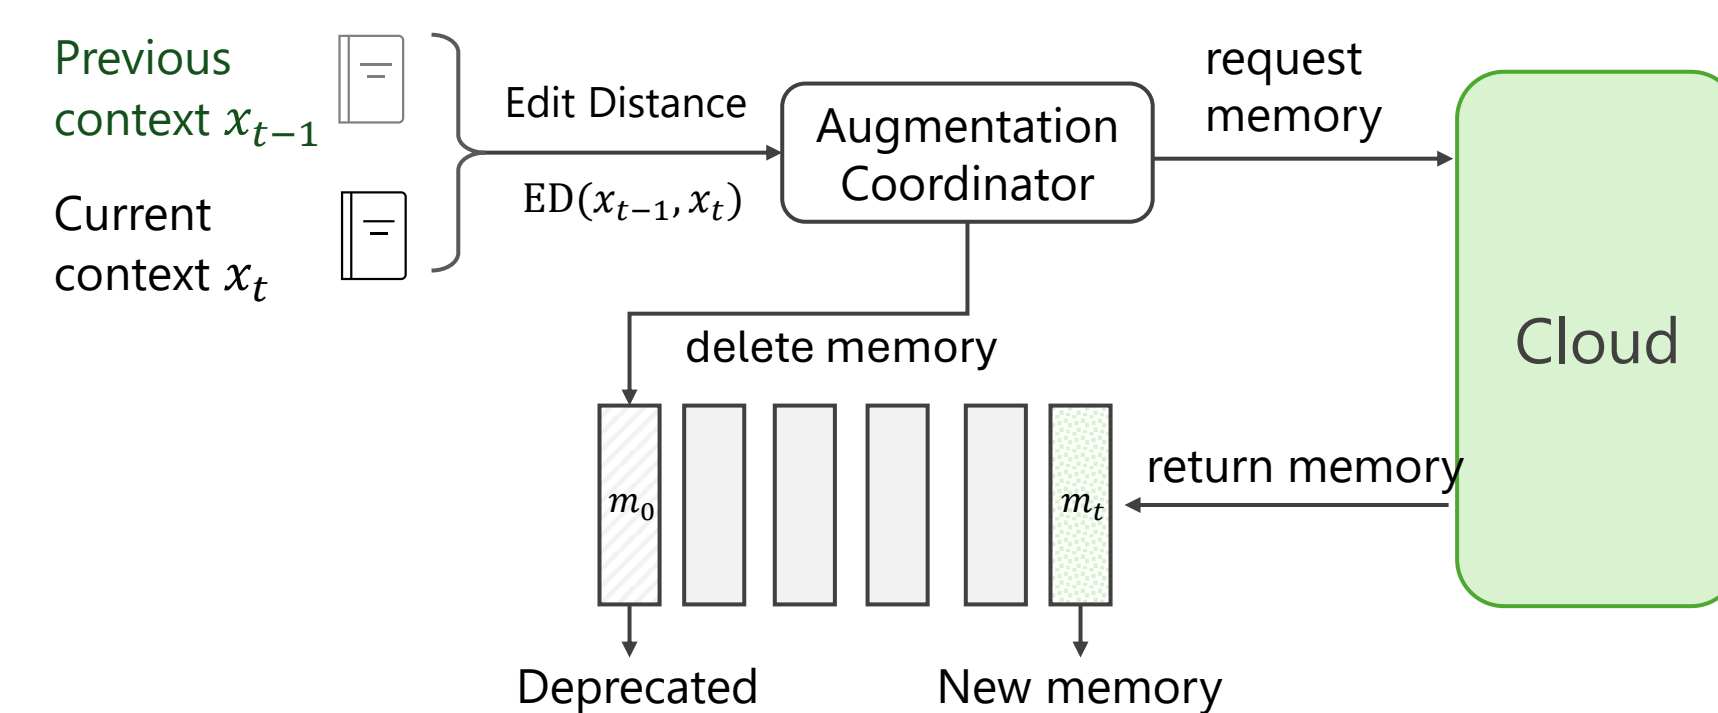 Previous
context x_{t−1}
Current
context x_t
Edit Distance
ED(x_{t−1}, x_t)
Augmentation
Coordinator
request
memory
Cloud
delete memory
return memory
m_0
m_t
Deprecated
New memory